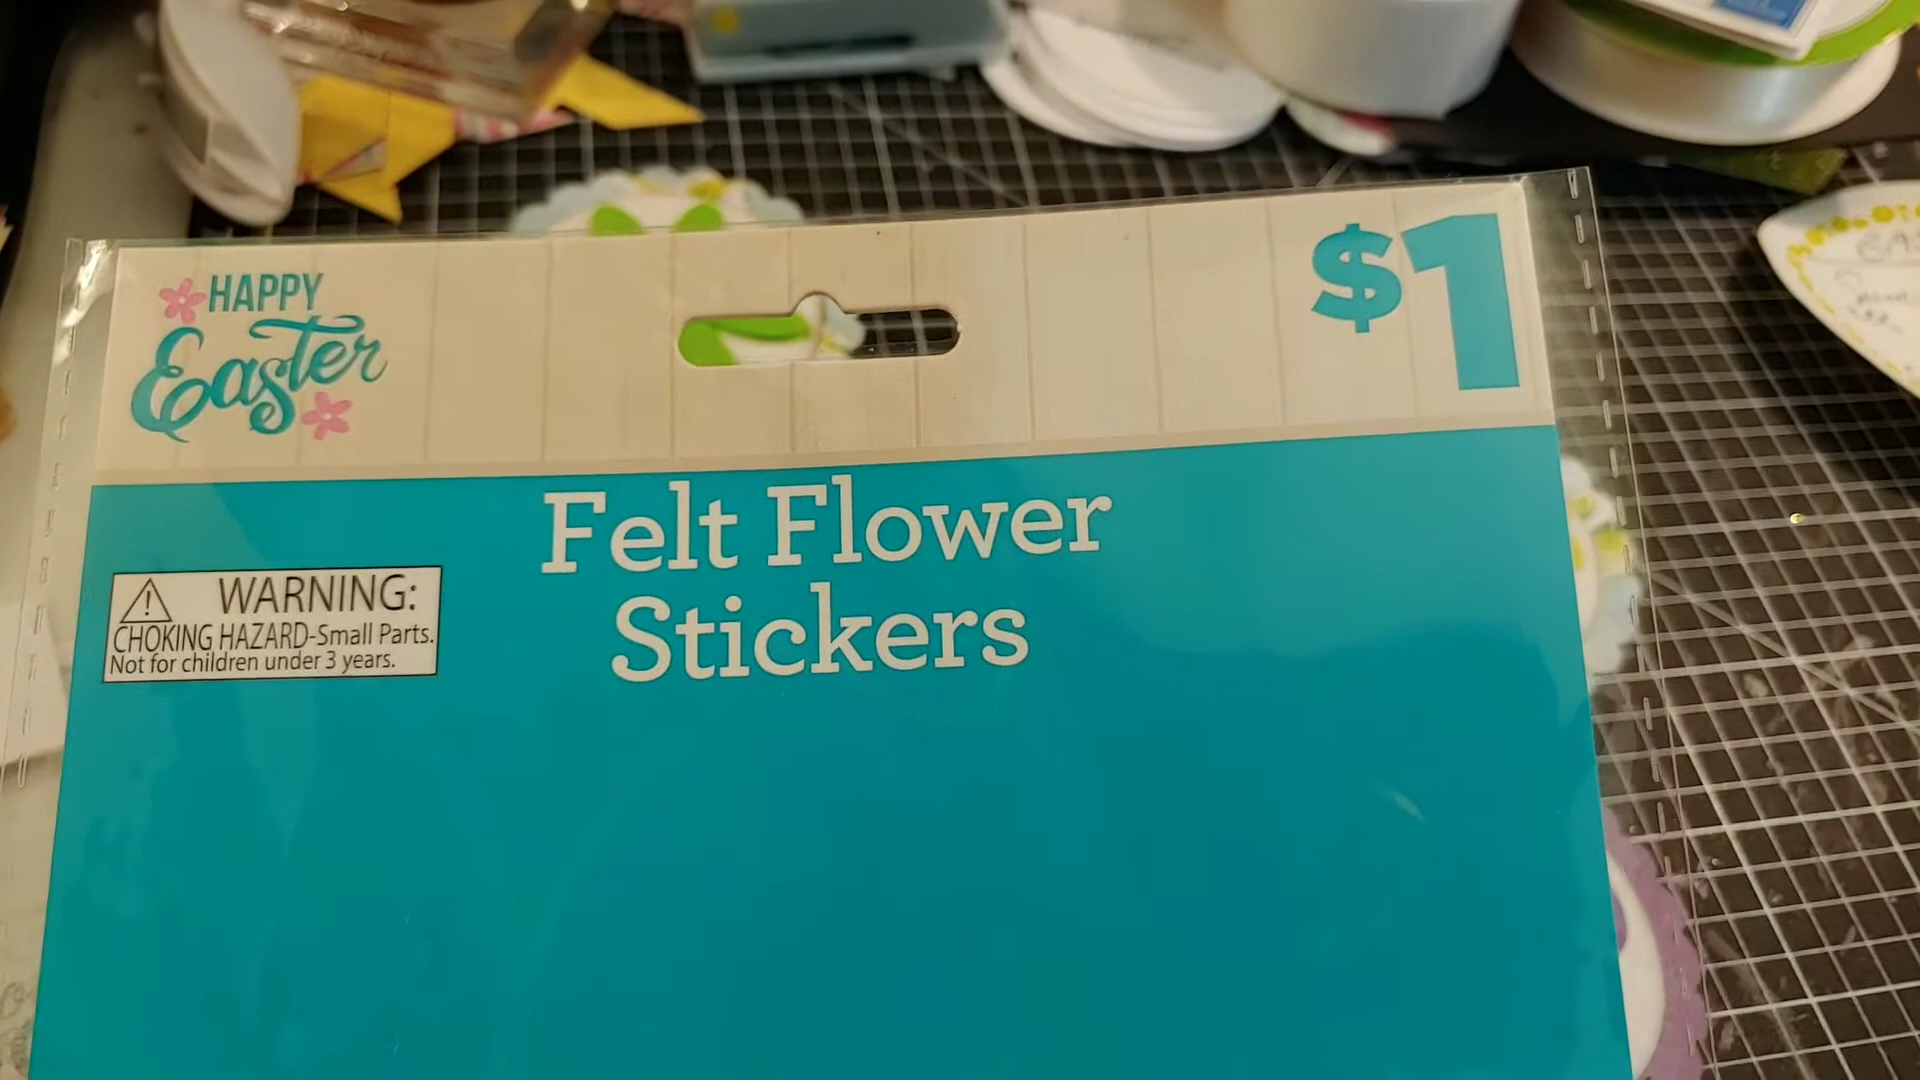 HAPPY
Easter
$1
Felt Flower
Stickers
WARNING:
CHOKING HAZARD-Small Parts.
Not for children under 3 years.